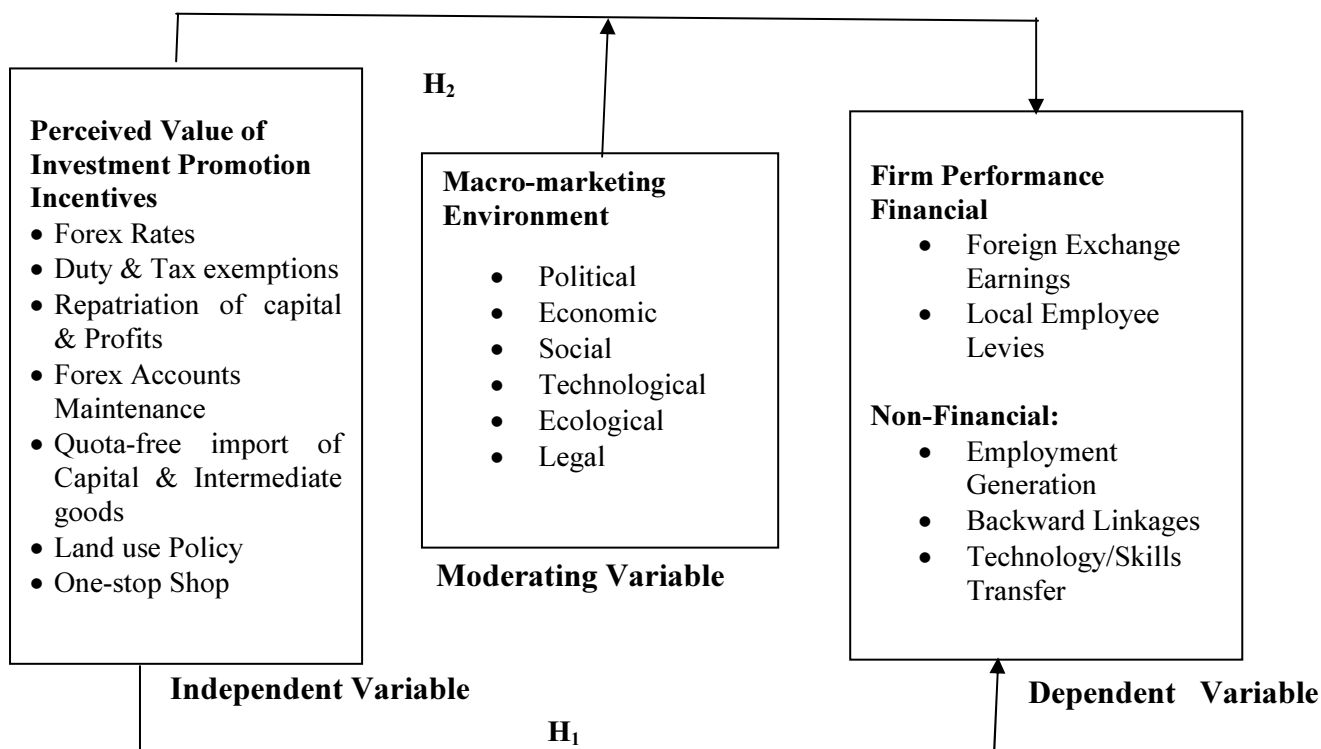 H₂
Perceived Value of
Investment Promotion
Incentives
• Forex Rates
• Duty & Tax exemptions
• Repatriation of capital
& Profits
• Forex Accounts
Maintenance
• Quota-free import of
Capital & Intermediate
goods
• Land use Policy
• One-stop Shop
Independent Variable
Macro-marketing
Environment
• Political
• Economic
• Social
• Technological
• Ecological
• Legal
Moderating Variable
Firm Performance
Financial
• Foreign Exchange
Earnings
• Local Employee
Levies
Non-Financial:
• Employment
Generation
• Backward Linkages
• Technology/Skills
Transfer
Dependent Variable
H₁